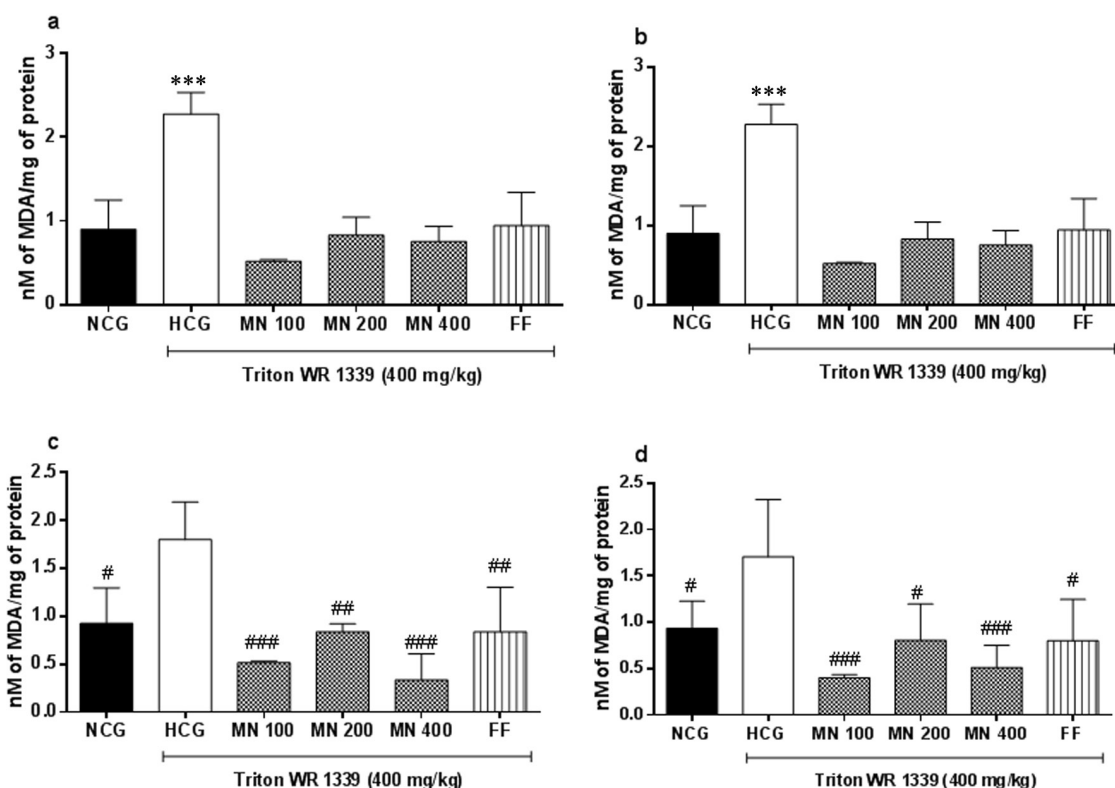 a
nM of MDA/mg of protein
3
2
1
0
***
NCG HCG MN 100 MN 200 MN 400 FF
Triton WR 1339 (400 mg/kg)
b
nM of MDA/mg of protein
3
2
1
0
***
NCG HCG MN 100 MN 200 MN 400 FF
Triton WR 1339 (400 mg/kg)
c
nM of MDA/mg of protein
2.5
2.0
1.5
1.0
0.5
0.0
# ### ## ### ##
NCG HCG MN 100 MN 200 MN 400 FF
Triton WR 1339 (400 mg/kg)
d
nM of MDA/mg of protein
2.5
2.0
1.5
1.0
0.5
0.0
# ### # ### #
NCG HCG MN 100 MN 200 MN 400 FF
Triton WR 1339 (400 mg/kg)